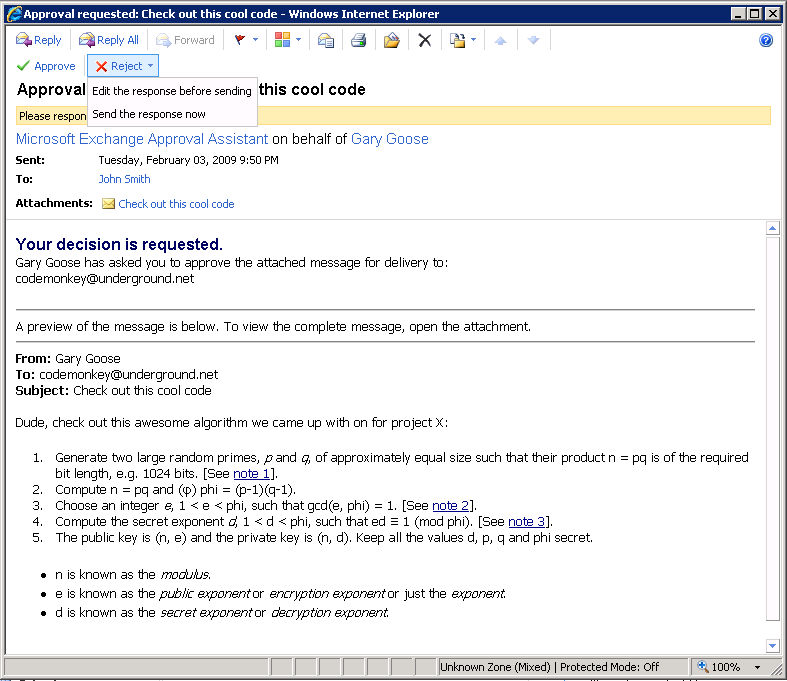 Approval requested: Check out this cool code - Windows Internet Explorer
Reply Reply All Forward
Approve Reject
Edit the response before sending
Send the response now
Approval this cool code
Please respon
Microsoft Exchange Approval Assistant on behalf of Gary Goose
Sent: Tuesday, February 03, 2009 9:50 PM
To: John Smith
Attachments: Check out this cool code
Your decision is requested.
Gary Goose has asked you to approve the attached message for delivery to:
codemonkey@underground.net
A preview of the message is below. To view the complete message, open the attachment.
From: Gary Goose
To: codemonkey@underground.net
Subject: Check out this cool code
Dude, check out this awesome algorithm we came up with on for project X:
1. Generate two large random primes, p and q, of approximately equal size such that their product n = pq is of the required
bit length, e.g. 1024 bits. [See note 1].
2. Compute n = pq and (φ) phi = (p-1)(q-1).
3. Choose an integer e, 1 < e < phi, such that gcd(e, phi) = 1. [See note 2].
4. Compute the secret exponent d, 1 < d < phi, such that ed ≡ 1 (mod phi). [See note 3].
5. The public key is (n, e) and the private key is (n, d). Keep all the values d, p, q and phi secret.
• n is known as the modulus.
• e is known as the public exponent or encryption exponent or just the exponent.
• d is known as the secret exponent or decryption exponent.
Unknown Zone (Mixed) | Protected Mode: Off 100%